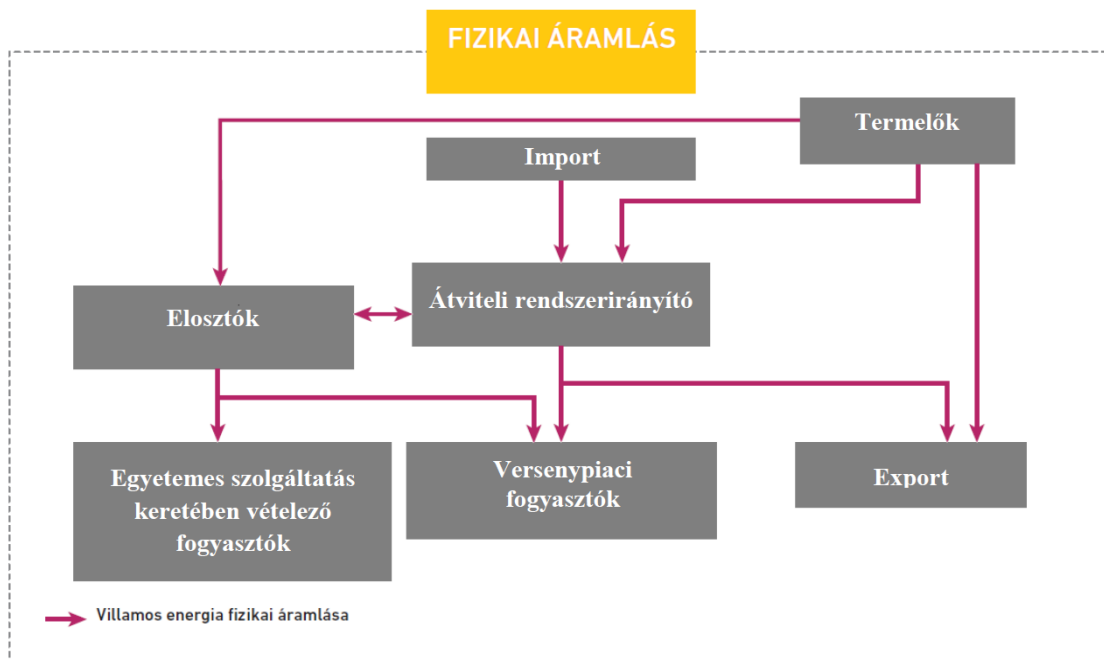 FIZIKAI ÁRAMLÁS
Termelők
Import
Átviteli rendszerirányító
Elosztók
Egyetemes szolgáltatás
keretében vételező
fogyasztók
Versenypiaci
fogyasztók
Export
Villamos energia fizikai áramlása